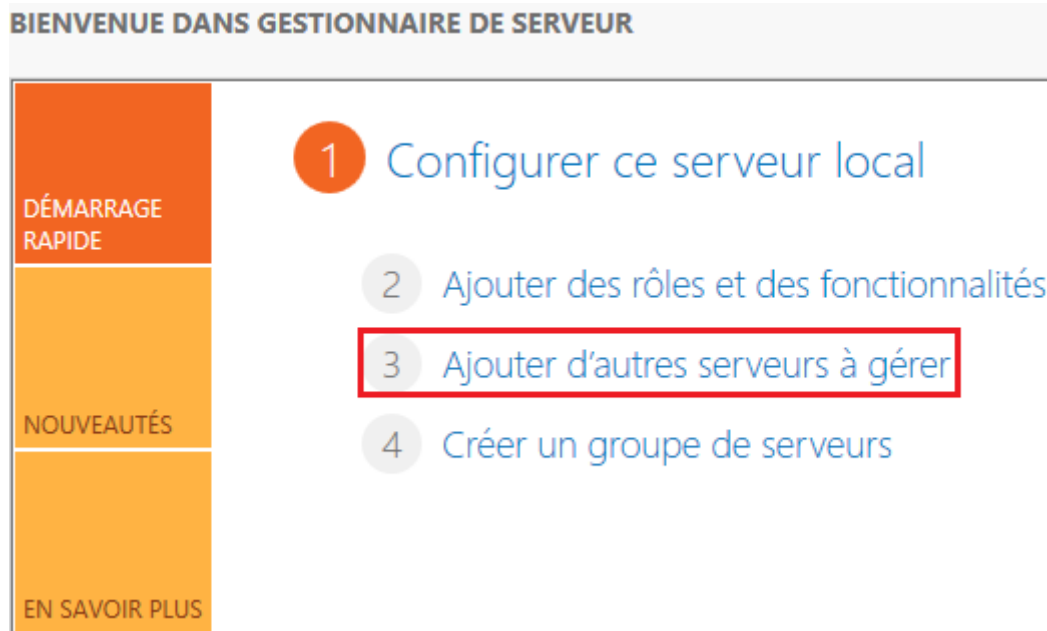 BIENVENUE DANS GESTIONNAIRE DE SERVEUR
DÉMARRAGE
RAPIDE
NOUVEAUTÉS
EN SAVOIR PLUS
1 Configurer ce serveur local
2 Ajouter des rôles et des fonctionnalités
3 Ajouter d’autres serveurs à gérer
4 Créer un groupe de serveurs